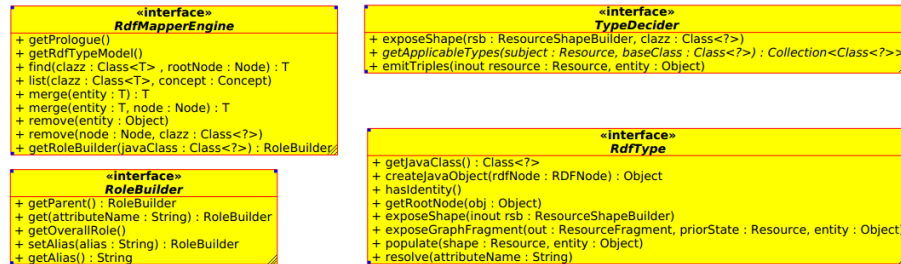 «interface»
RdfMapperEngine
+ getPrologue()
+ getRdfTypeModel()
+ find(clazz : Class<T> , rootNode : Node) : T
+ list(clazz : Class<T>, concept : Concept)
+ merge(entity : T) : T
+ merge(entity : T, node : Node) : T
+ remove(entity : Object)
+ remove(node : Node, clazz : Class<?>)
+ getRoleBuilder(javaClass : Class<?>) : RoleBuilder
«interface»
RoleBuilder
+ getParent() : RoleBuilder
+ get(attributeName : String) : RoleBuilder
+ getOverallRole()
+ setAlias(alias : String) : RoleBuilder
+ getAlias() : String
«interface»
TypeDecider
+ exposeShape(rsb : ResourceShapeBuilder, clazz : Class<?>)
+ getApplicableTypes(subject : Resource, baseClass : Class<?>) : Collection<Class<?>>
+ emitTriples(inout resource : Resource, entity : Object)
«interface»
RdfType
+ getJavaClass() : Class<?>
+ createJavaObject(rdfNode : RDFNode) : Object
+ hasIdentity()
+ getRootNode(obj : Object)
+ exposeShape(inout rsb : ResourceShapeBuilder)
+ exposeGraphFragment(out : ResourceFragment, priorState : Resource, entity : Object)
+ populate(shape : Resource, entity : Object)
+ resolve(attributeName : String)